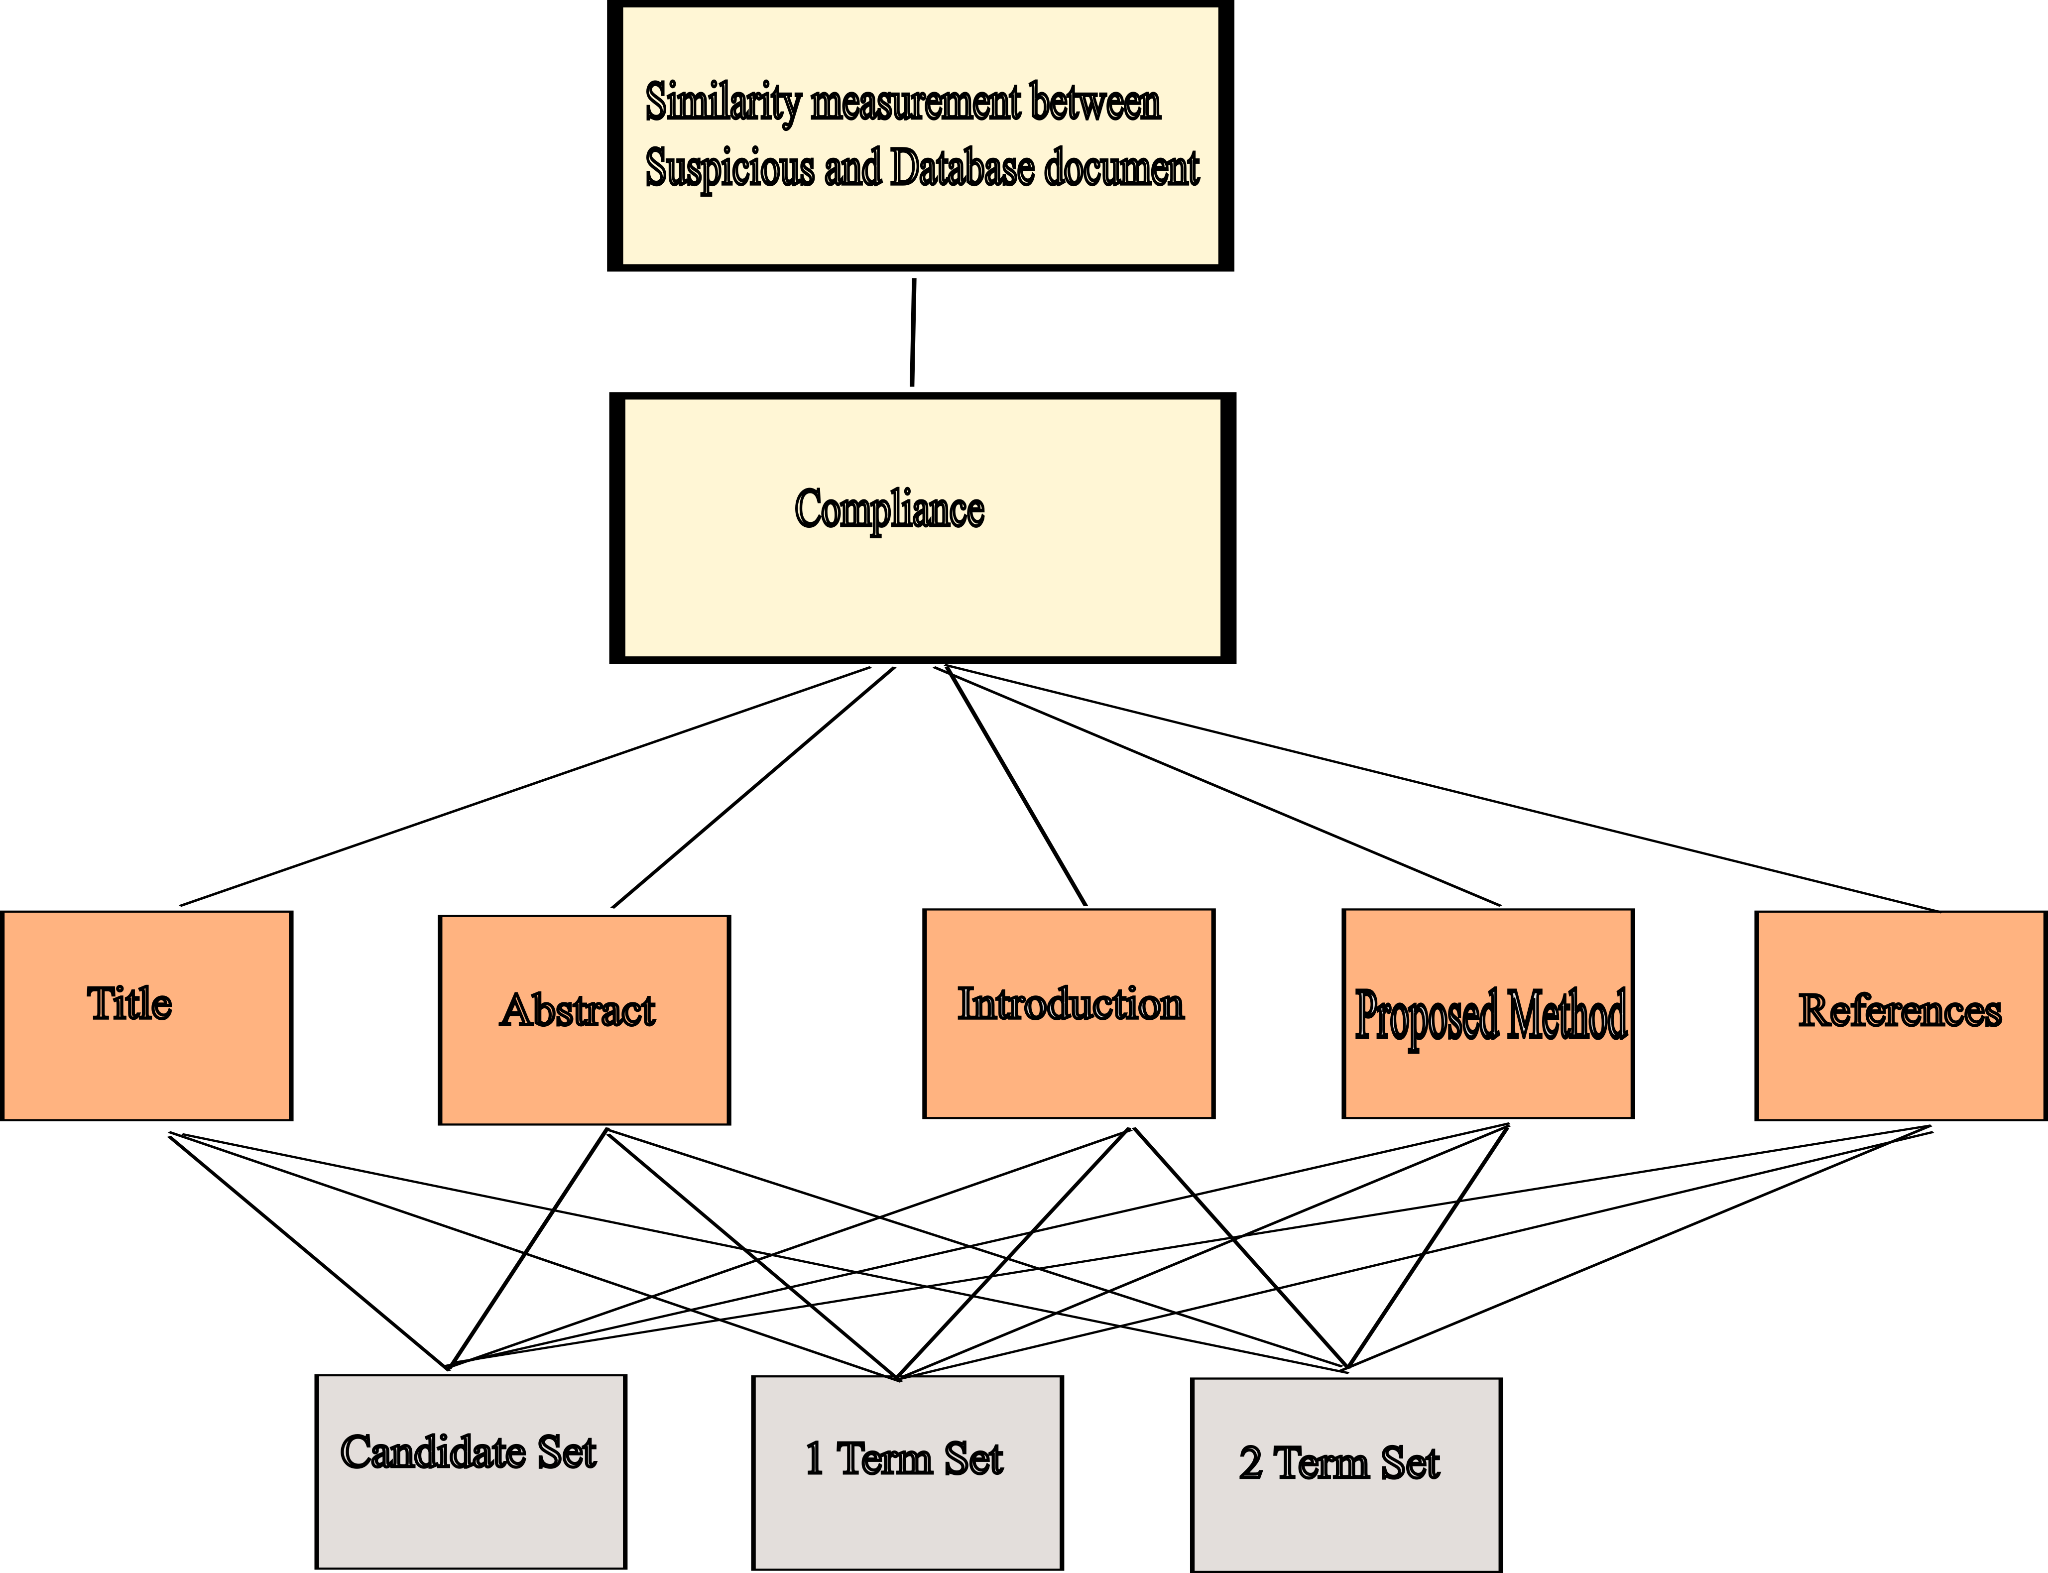 Similarity measurement between
Suspicious and Database document
Compliance
Title
Abstract
Introduction
Proposed Method
References
Candidate Set
1 Term Set
2 Term Set